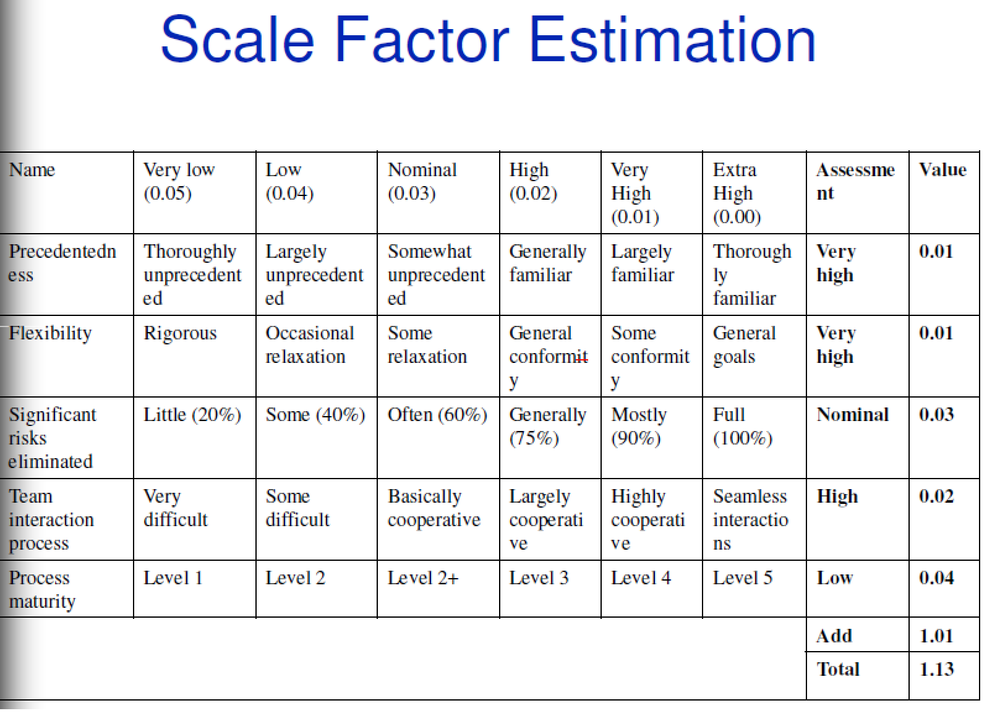 Scale Factor Estimation
Name
Very low
(0.05)
Low
(0.04)
Nominal
(0.03)
High
(0.02)
Very
High
(0.01)
Extra
High
(0.00)
Assessme
nt
Value
Precedentedn
ess
Thoroughly
unprecedent
ed
Largely
unprecedent
ed
Somewhat
unprecedent
ed
Generally
familiar
Largely
familiar
Thorough
ly
familiar
Very
high
0.01
Flexibility
Rigorous
Occasional
relaxation
Some
relaxation
General
conformit
y
Some
conformit
y
General
goals
Very
high
0.01
Significant
risks
eliminated
Little (20%)
Some (40%)
Often (60%)
Generally
(75%)
Mostly
(90%)
Full
(100%)
Nominal
0.03
Team
interaction
process
Very
difficult
Some
difficult
Basically
cooperative
Largely
cooperati
ve
Highly
cooperati
ve
Seamless
interactio
ns
High
0.02
Process
maturity
Level 1
Level 2
Level 2+
Level 3
Level 4
Level 5
Low
0.04
Add
1.01
Total
1.13